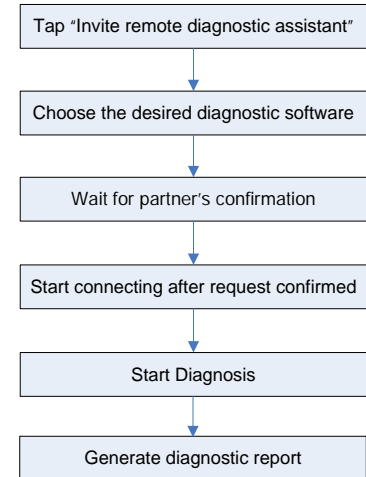 Tap “Invite remote diagnostic assistant”
Choose the desired diagnostic software
Wait for partner’s confirmation
Start connecting after request confirmed
Start Diagnosis
Generate diagnostic report